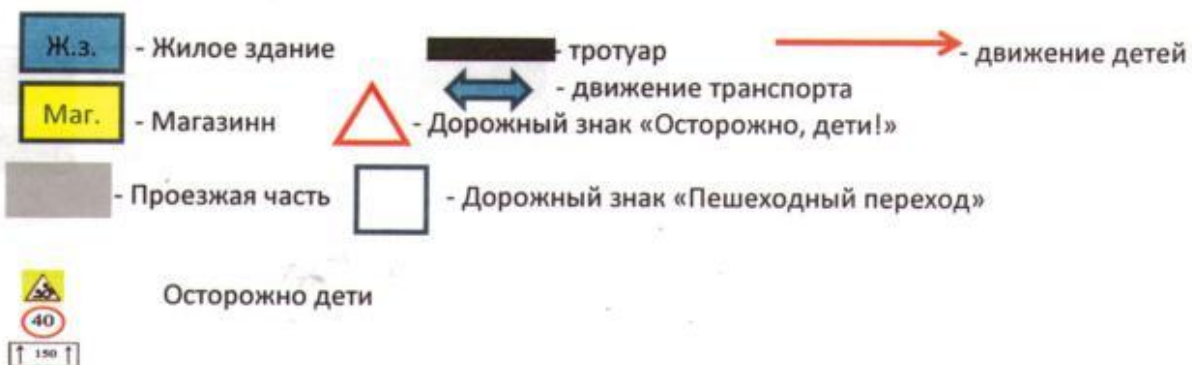 Ж.з. - Жилое здание - тротуар - движение детей
- движение транспорта
Маг. - Магазинн - Дорожный знак «Осторожно, дети!»
- Проезжая часть - Дорожный знак «Пешеходный переход»
Осторожно дети
40
150